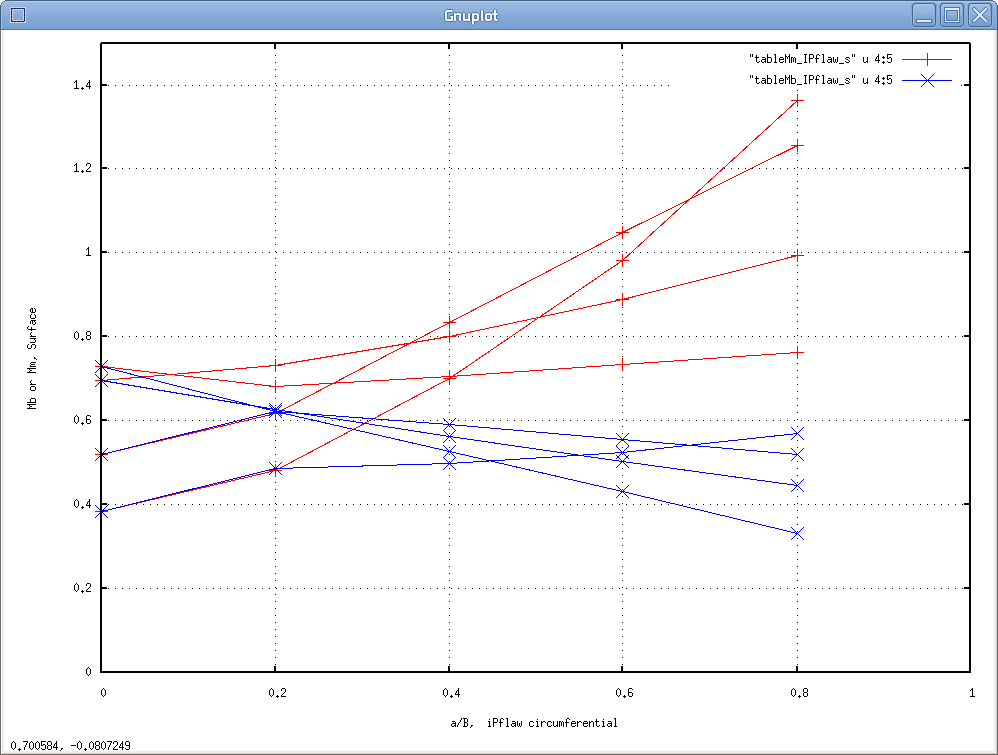 Gnuplot
"tableMm_IPflaw_s" u 4:5
"tableMb_IPflaw_s" u 4:5
1.4
1.2
1
0.8
0.6
0.4
0.2
0
Mb or Mm, Surface
0 0.2 0.4 0.6 0.8 1
a/B, iPflaw circumferential
0.700584, -0.0807249